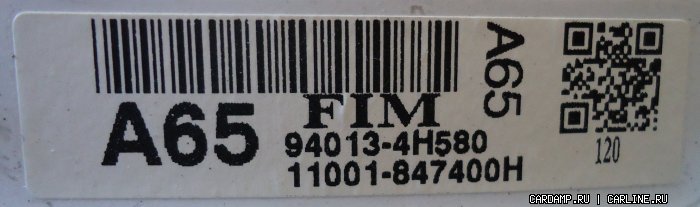 A65
FIM
A65
94013-4H580
11001-847400H
120
CARDAMP.RU | CARLINE.RU